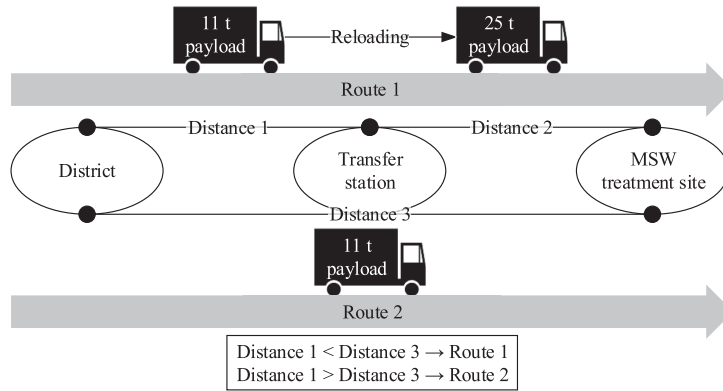 11 t
payload
Reloading
25 t
payload
Route 1
Distance 1
Distance 2
District
Transfer
station
MSW
treatment site
Distance 3
11 t
payload
Route 2
Distance 1 < Distance 3 → Route 1
Distance 1 > Distance 3 → Route 2